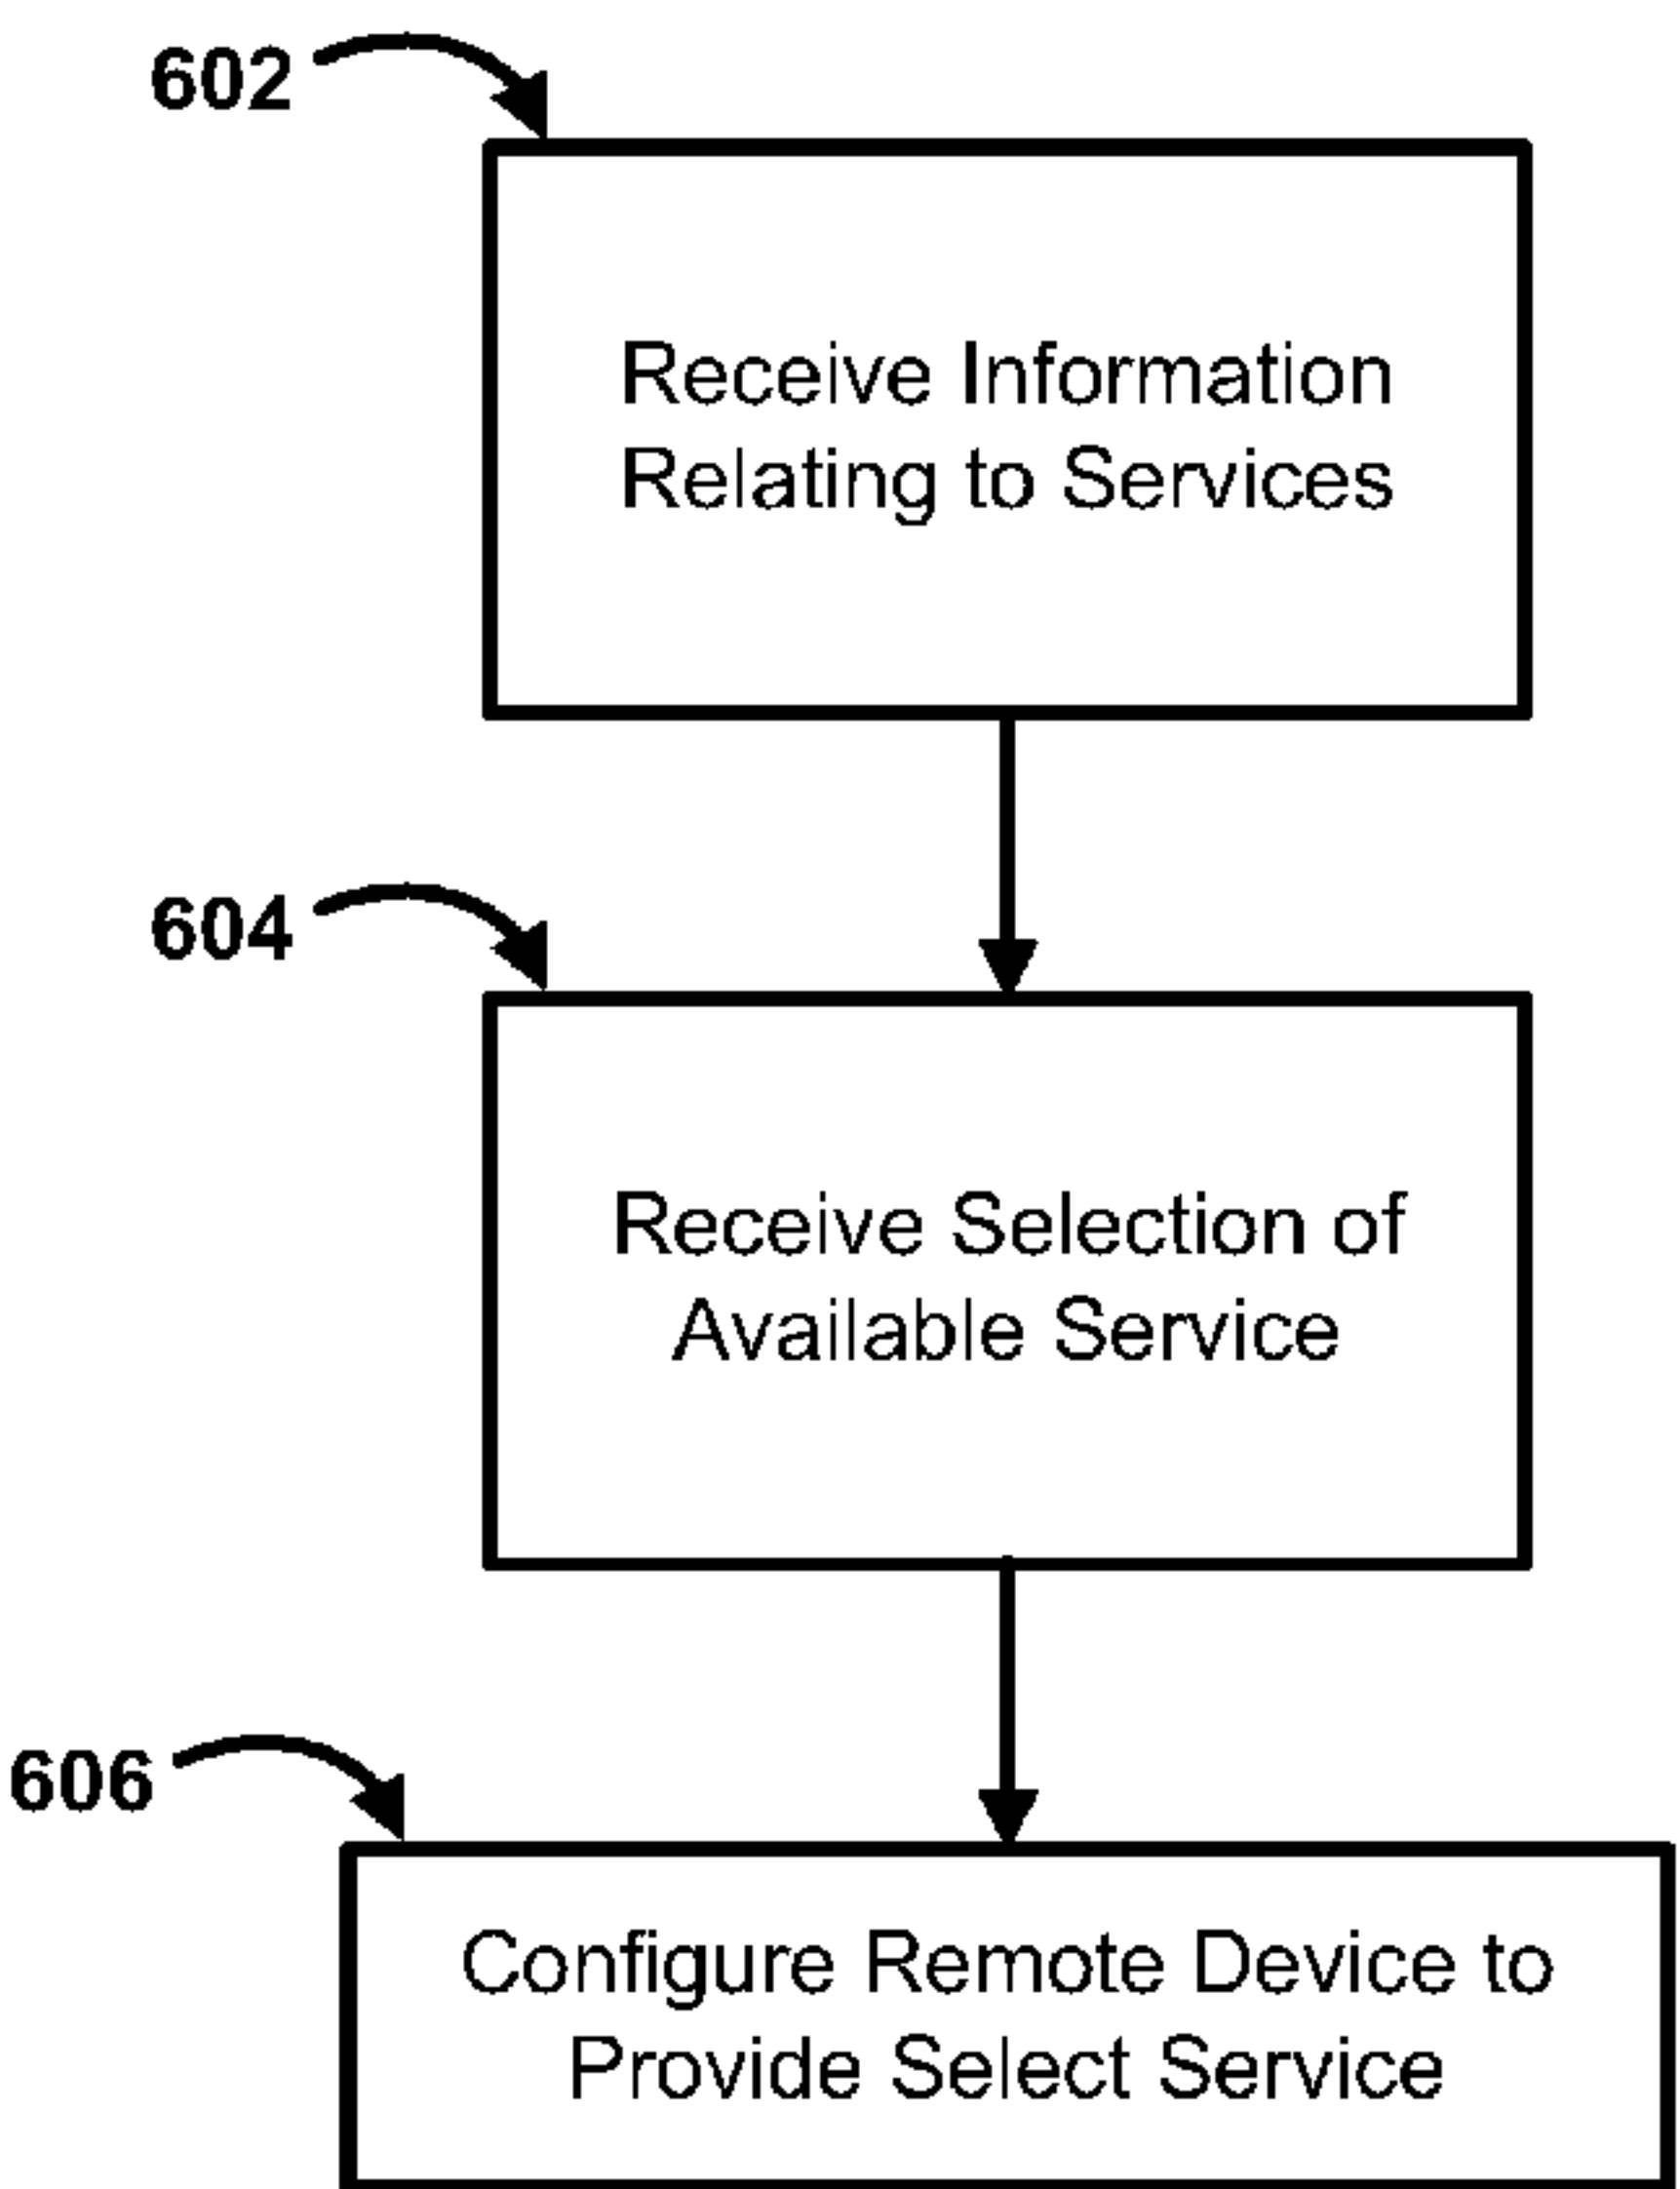 602
Receive Information
Relating to Services
604
Receive Selection of
Available Service
606
Configure Remote Device to
Provide Select Service